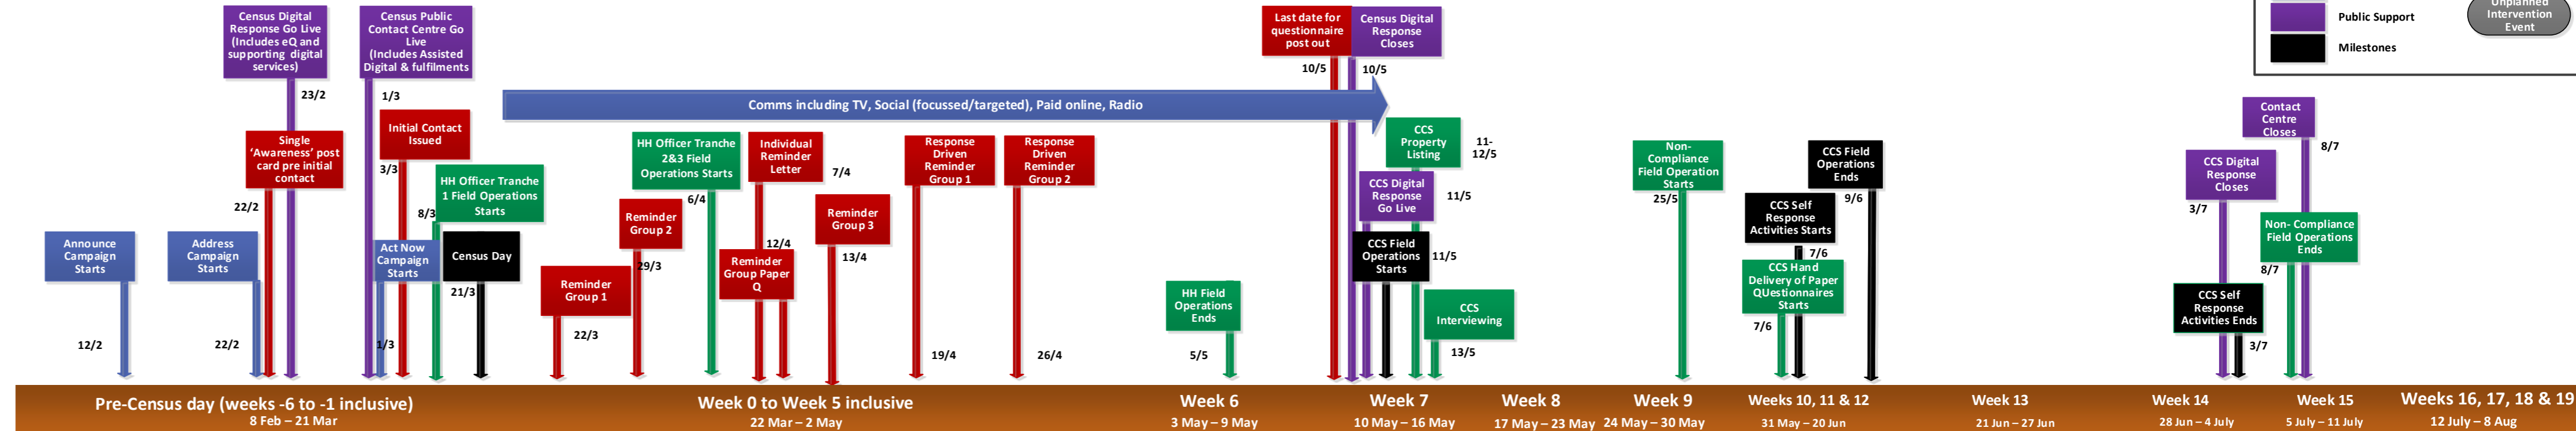 Census Digital
Response Go Live
(Includes eQ and
supporting digital
services)
23/2
Census Public
Contact Centre Go
Live
(Includes Assisted
Digital & fulfilments
1/3
Last date for
questionnaire
post out
10/5
Census Digital
Response
Closes
10/5
Public Support
Milestones
Unplanned
Intervention
Event
Comms including TV, Social (focussed/targeted), Paid online, Radio
Single
‘Awareness’ post
card pre initial
contact
22/2
Initial Contact
Issued
3/3
HH Officer Tranche
1 Field Operations
Starts
8/3
Announce
Campaign
Starts
12/2
Address
Campaign
Starts
22/2
Act Now
Campaign
Starts
1/3
Census Day
21/3
Reminder
Group 1
22/3
Reminder
Group 2
29/3
HH Officer Tranche
2&3 Field
Operations Starts
6/4
Individual
Reminder
Letter
7/4
Reminder
Group Paper
Q
12/4
Reminder
Group 3
13/4
Response
Driven
Reminder
Group 1
19/4
Response
Driven
Reminder
Group 2
26/4
HH Field
Operations
Ends
5/5
CCS
Property
Listing
11-
12/5
CCS Digital
Response
Go Live
11/5
CCS Field
Operations
Starts
11/5
CCS
Interviewing
13/5
Non-
Compliance
Field Operation
Starts
25/5
CCS Self
Response
Activities Starts
7/6
CCS Hand
Delivery of Paper
QUestionnaires
Starts
7/6
CCS Field
Operations
Ends
9/6
Contact
Centre
Closes
8/7
CCS Digital
Response
Closes
3/7
Non- Compliance
Field Operations
Ends
8/7
CCS Self
Response
Activities Ends
3/7
Pre-Census day (weeks -6 to -1 inclusive)
8 Feb – 21 Mar
Week 0 to Week 5 inclusive
22 Mar – 2 May
Week 6
3 May – 9 May
Week 7
10 May – 16 May
Week 8
17 May – 23 May
Week 9
24 May – 30 May
Weeks 10, 11 & 12
31 May – 20 Jun
Week 13
21 Jun – 27 Jun
Week 14
28 Jun – 4 July
Week 15
5 July – 11 July
Weeks 16, 17, 18 & 19
12 July – 8 Aug